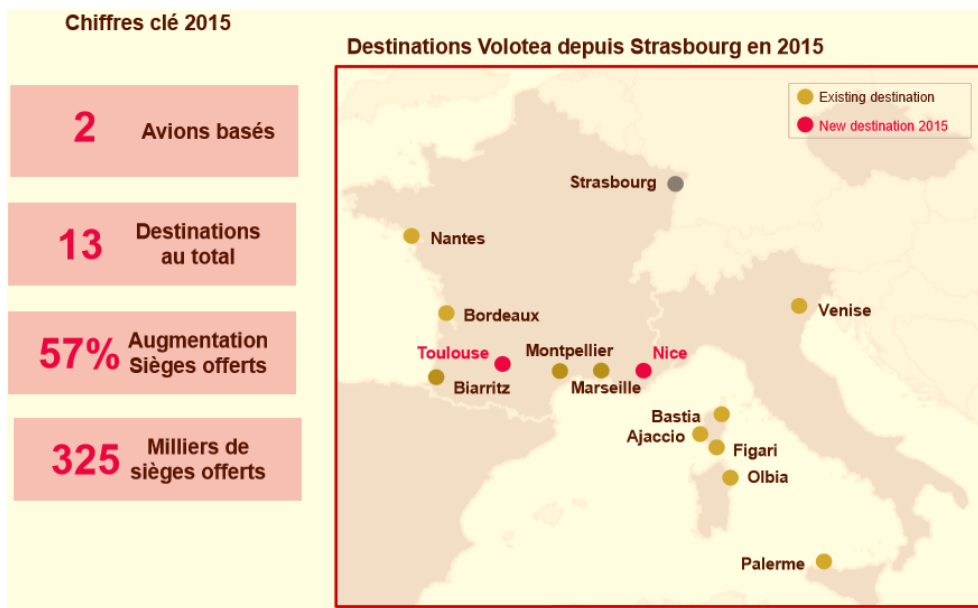 Chiffres clé 2015
2 Avions basés
13 Destinations
au total
57% Augmentation
Sièges offerts
325 Milliers de
sièges offerts
Destinations Volotea depuis Strasbourg en 2015
Existing destination
New destination 2015
Strasbourg
Nantes
Bordeaux
Venise
Toulouse
Montpellier
Nice
Biarritz
Marseille
Bastia
Ajaccio
Figari
Olbia
Palerme